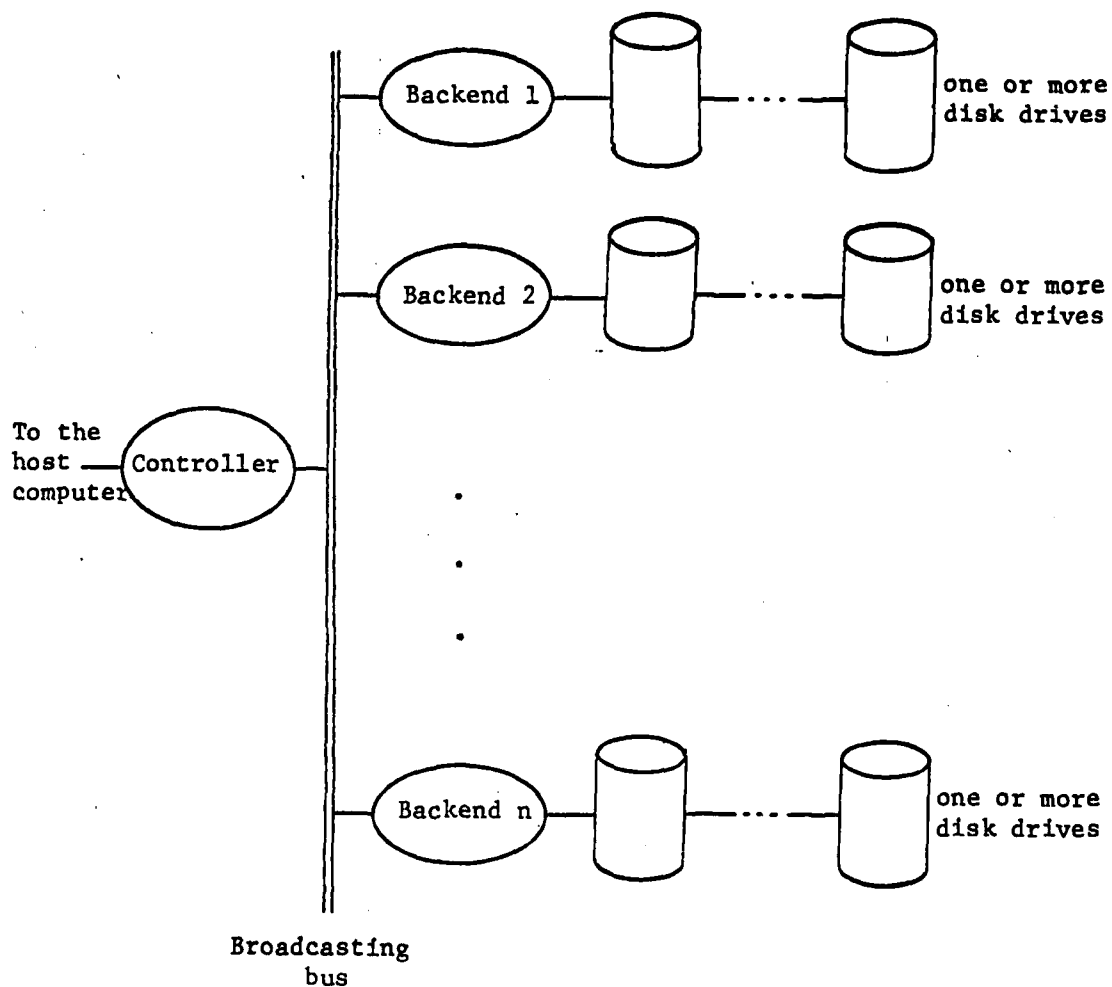 Backend 1
one or more
disk drives
Backend 2
one or more
disk drives
To the
host
computer
Controller
Backend n
one or more
disk drives
Broadcasting
bus